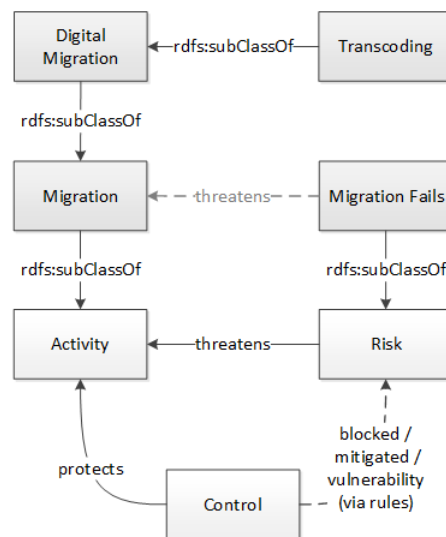 Digital
Migration
rdfs:subClassOf
Transcoding
rdfs:subClassOf
Migration
threatens
Migration Fails
rdfs:subClassOf
rdfs:subClassOf
Activity
threatens
Risk
blocked /
mitigated /
vulnerability
(via rules)
protects
Control